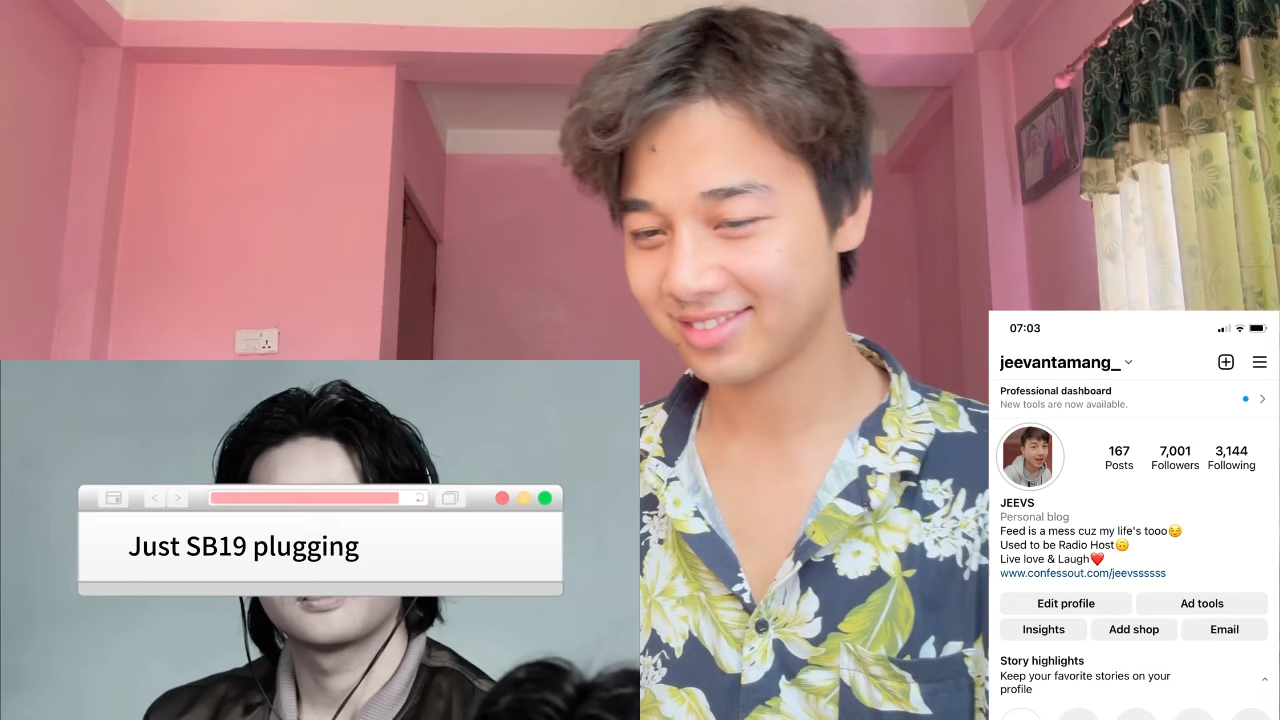 Just SB19 plugging
07:03
jeevantamang_
Professional dashboard
New tools are now available.
167 7,001 3,144
Posts Followers Following
JEEVS
Personal blog
Feed is a mess cuz my life's tooo😌
Used to be Radio Host🙃
Live love & Laugh❤️
www.confessout.com/jeevssssss
Edit profile Ad tools
Insights Add shop Email
Story highlights
Keep your favorite stories on your
profile